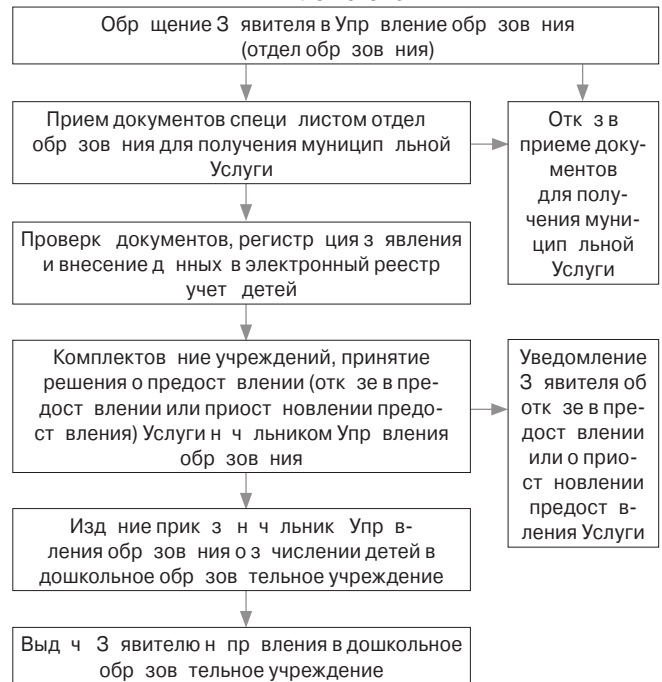 Обр щение З явителя в Упр вление обр зов ния
(отдел обр зов ния)
Прием документов специ листом отдел
обр зов ния для получения муницип льной
Услуги
Отк з в
приеме доку-
ментов
для полу-
чения муни-
цип льной
Услуги
Проверк документов, регистр ция з явления
и внесение д нных в электронный реестр
учет детей
Комплектов ние учреждений, принятие
решения о предост влении (отк зе в пре-
дост влении или приост новлении предо-
ст вления) Услуги н ч льником Упр вления
обр зов ния
Уведомление
З явителя об
отк зе в пре-
дост влении
или о прио-
ст новлении
предост в-
ления Услуги
Изд ние прик з н ч льник Упр в-
ления обр зов ния о з числении детей в
дошкольное обр зов тельное учреждение
Выд ч З явителю н пр вления в дошкольное
обр зов тельное учреждение